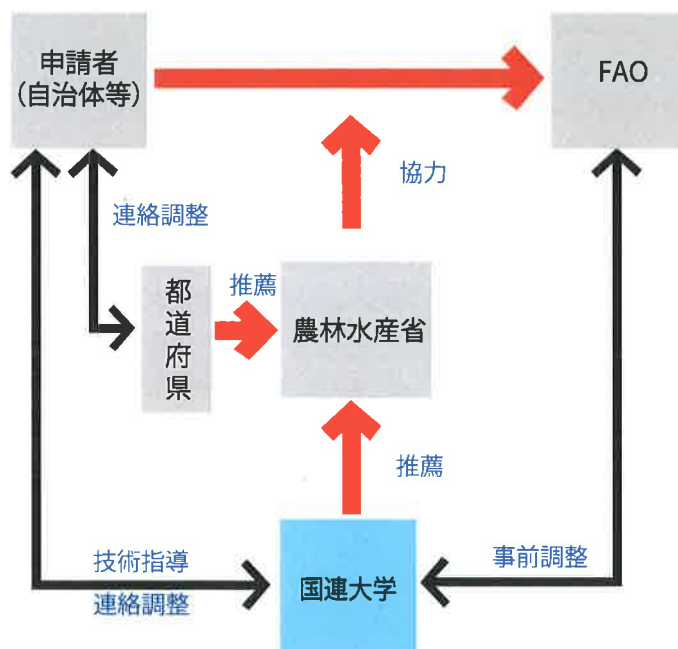 申請者
(自治体等)
FAO
協力
連絡調整
推薦
都道府県
農林水産省
推薦
技術指導
連絡調整
事前調整
国連大学